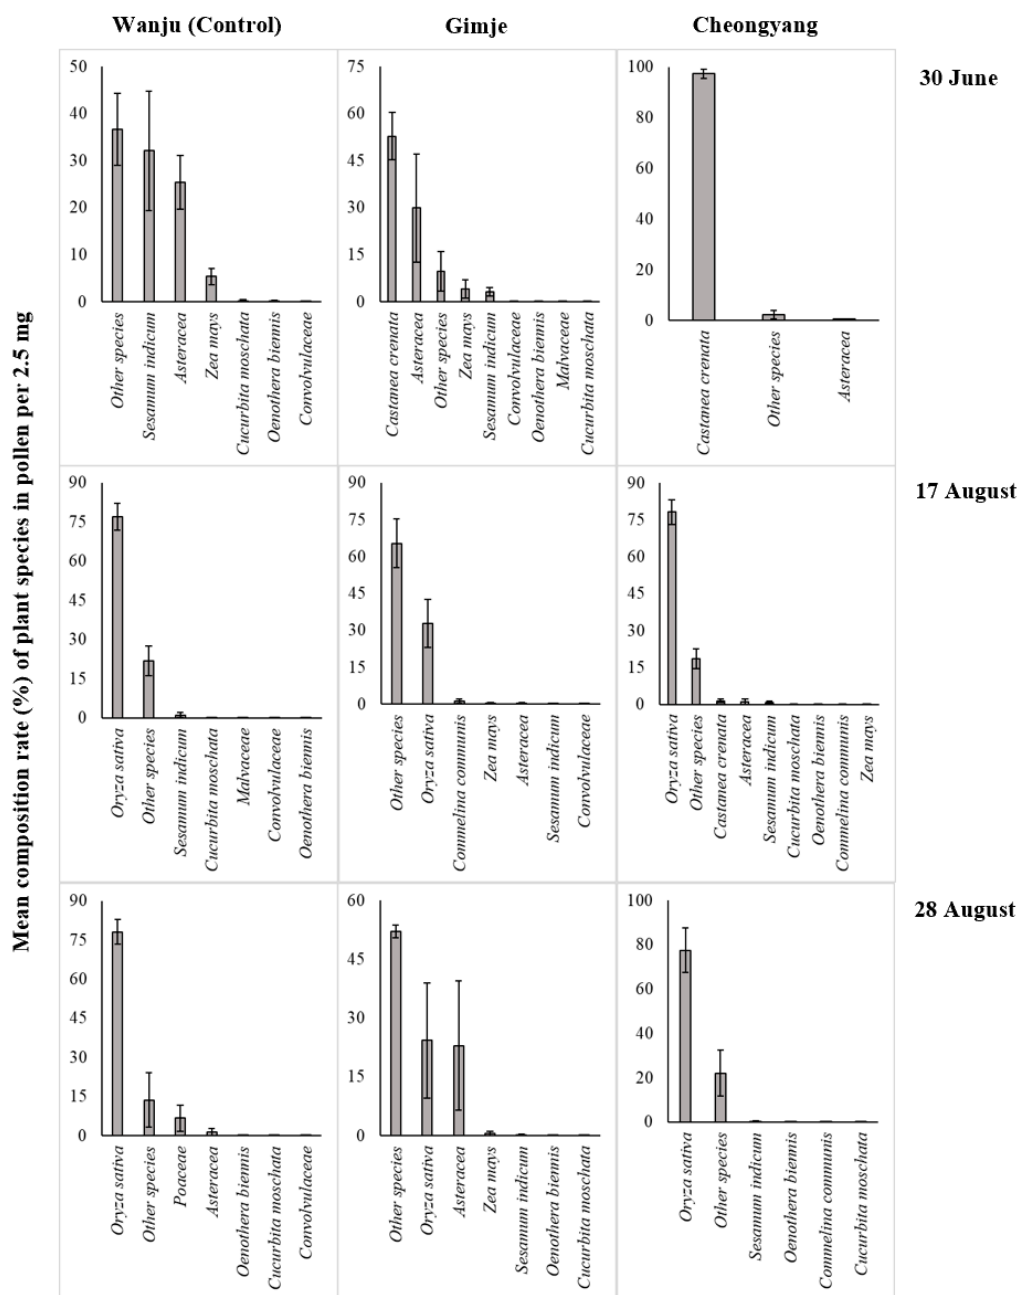 Wanju (Control)
Gimje
Cheongyang
Mean composition rate (%) of plant species in pollen per 2.5 mg
30 June
50
40
30
20
10
0
Other species
Sesamum indicum
Asteracea
Zea mays
Cucurbita moschata
Oenothera biennis
Convolvulaceae
75
60
45
30
15
0
Castanea crenata
Asteracea
Other species
Zea mays
Sesamum indicum
Convolvulaceae
Oenothera biennis
Malvaceae
Cucurbita moschata
100
80
60
40
20
0
Castanea crenata
Other species
Asteracea
17 August
90
75
60
45
30
15
0
Oryza sativa
Other species
Sesamum indicum
Cucurbita moschata
Malvaceae
Convolvulaceae
Oenothera biennis
90
75
60
45
30
15
0
Other species
Oryza sativa
Commelina communis
Zea mays
Asteracea
Sesamum indicum
Convolvulaceae
90
75
60
45
30
15
0
Oryza sativa
Other species
Castanea crenata
Asteracea
Sesamum indicum
Cucurbita moschata
Oenothera biennis
Commelina communis
Zea mays
28 August
90
75
60
45
30
15
0
Oryza sativa
Other species
Poaceae
Asteracea
Oenothera biennis
Cucurbita moschata
Convolvulaceae
60
45
30
15
0
Other species
Oryza sativa
Asteracea
Zea mays
Sesamum indicum
Oenothera biennis
Cucurbita moschata
100
80
60
40
20
0
Oryza sativa
Other species
Sesamum indicum
Oenothera biennis
Commelina communis
Cucurbita moschata